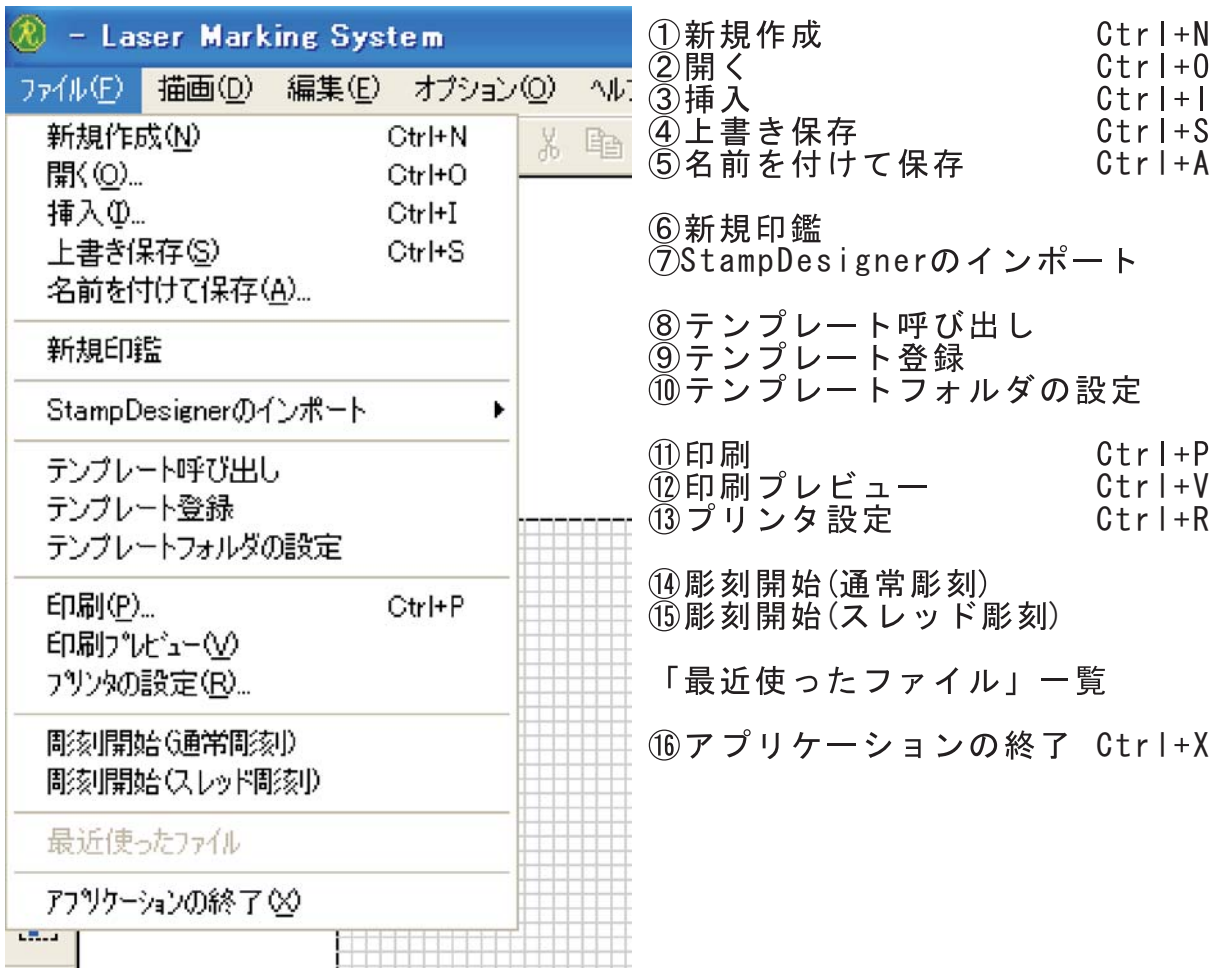 - Laser Marking System
ファイル(F) 描画(D) 編集(E) オプション(O) ヘル
新規作成(N) Ctrl+N
開く(O)...
Ctrl+O
挿入(I)...
Ctrl+I
上書き保存(S) Ctrl+S
名前を付けて保存(A)...
新規印鑑
StampDesignerのインポート
テンプレート呼び出し
テンプレート登録
テンプレートフォルダの設定
印刷(P)... Ctrl+P
印刷プレビュー(V)
プリンタの設定(R)...
彫刻開始(通常彫刻)
彫刻開始(スレッド彫刻)
最近使ったファイル
アプリケーションの終了(X)
①新規作成 Ctrl+N
②開く Ctrl+O
③挿入 Ctrl+I
④上書き保存 Ctrl+S
⑤名前を付けて保存 Ctrl+A
⑥新規印鑑
⑦StampDesignerのインポート
⑧テンプレート呼び出し
⑨テンプレート登録
⑩テンプレートフォルダの設定
⑪印刷 Ctrl+P
⑫印刷プレビュー Ctrl+V
⑬プリンタ設定 Ctrl+R
⑭彫刻開始(通常彫刻)
⑮彫刻開始(スレッド彫刻)
「最近使ったファイル」一覧
⑯アプリケーションの終了 Ctrl+X